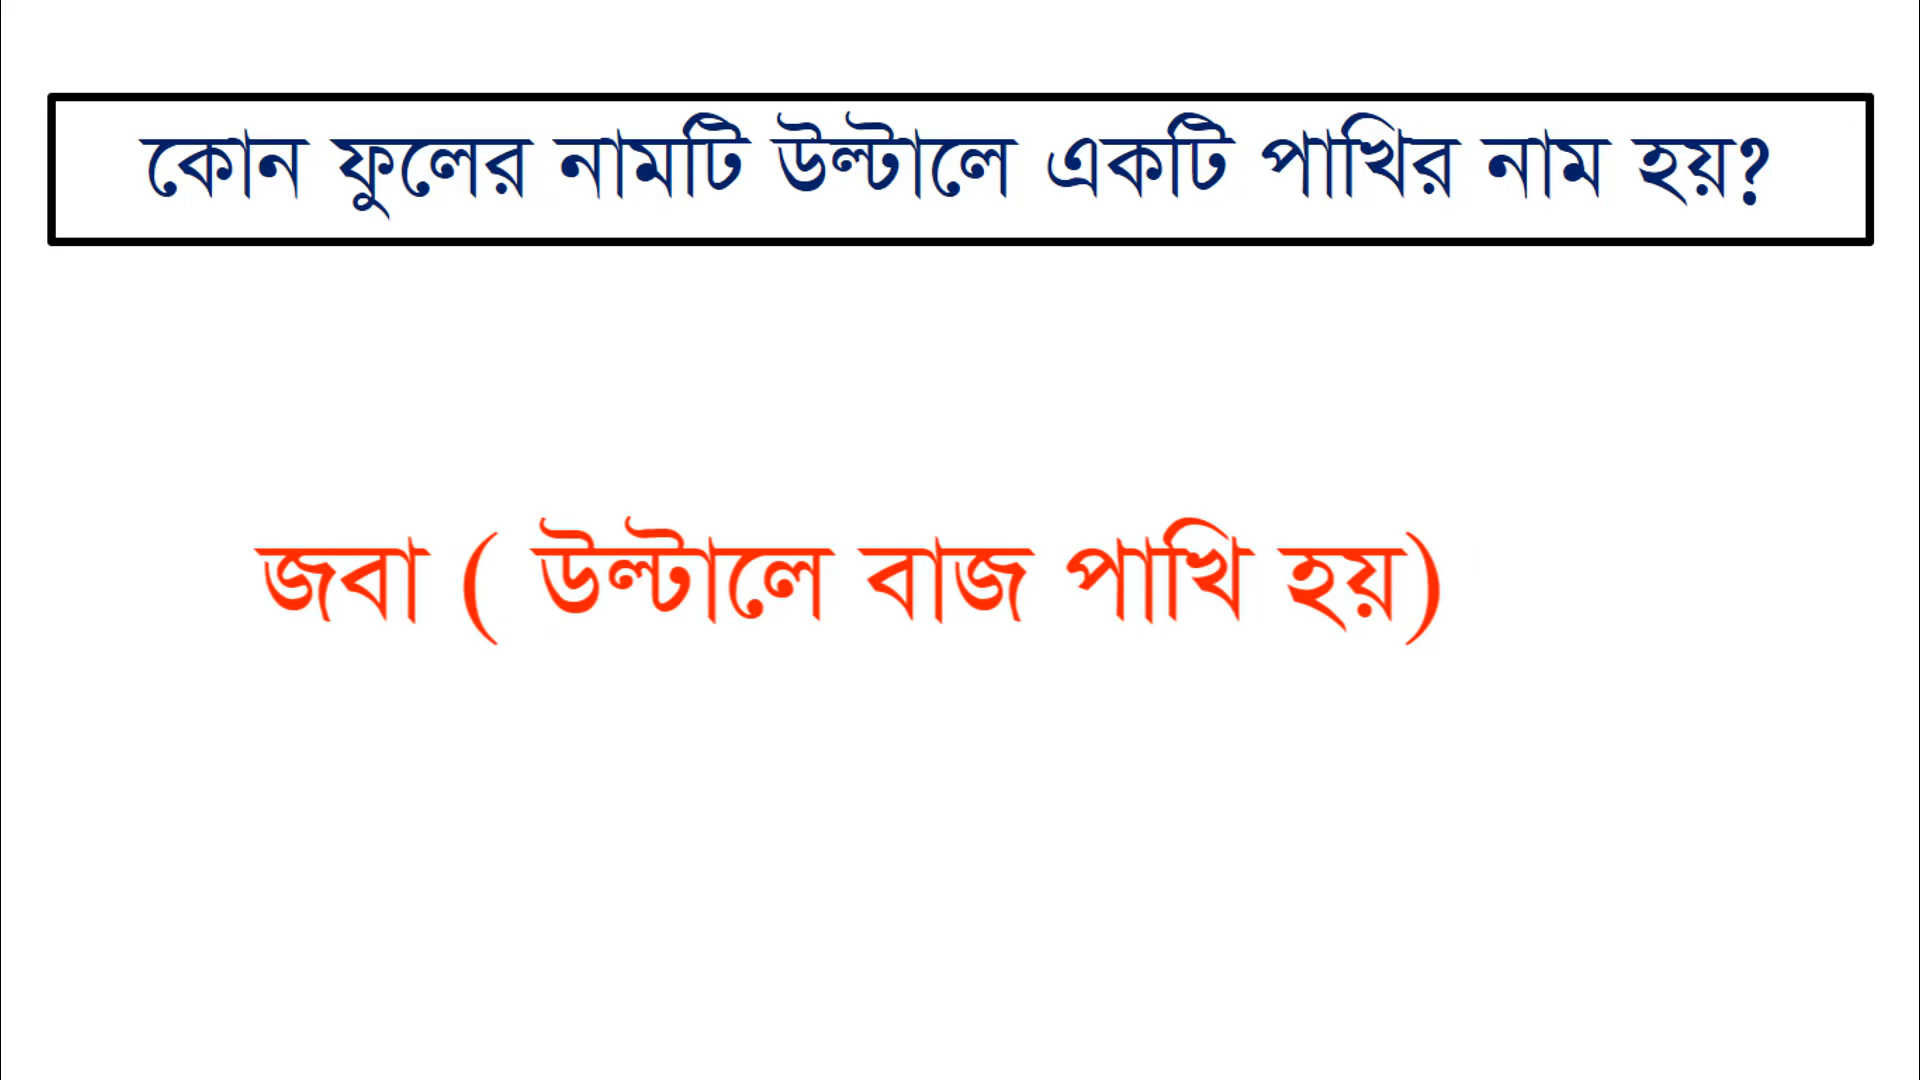 কোন ফুলের নামটি উল্টালে একটি পাখির নাম হয়?
জবা ( উল্টালে বাজ পাখি হয়)